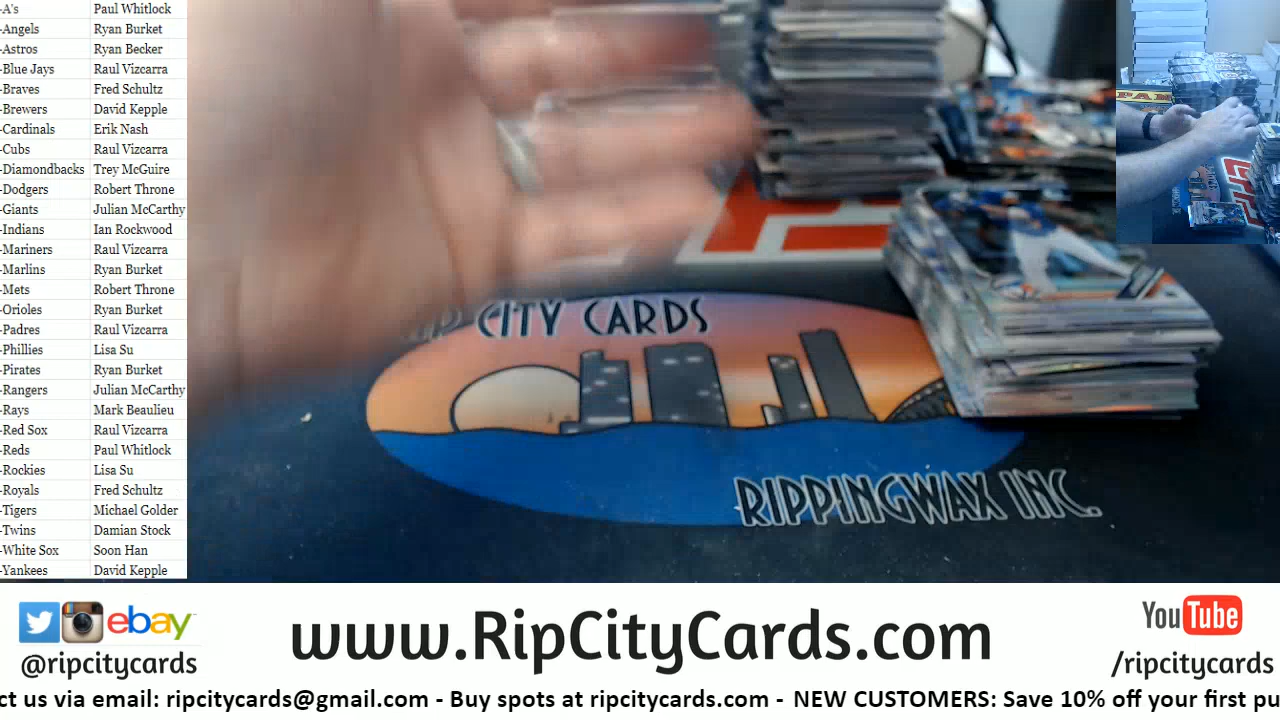 -A's Paul Whitlock
-Angels Ryan Burket
-Astros Ryan Becker
-Blue Jays Raul Vizcarra
-Braves Fred Schultz
-Brewers David Kepple
-Cardinals Erik Nash
-Cubs Raul Vizcarra
-Diamondbacks Trey McGuire
-Dodgers Robert Throne
-Giants Julian McCarthy
-Indians Ian Rockwood
-Mariners Raul Vizcarra
-Marlins Ryan Burket
-Mets Robert Throne
-Orioles Ryan Burket
-Padres Raul Vizcarra
-Phillies Lisa Su
-Pirates Ryan Burket
-Rangers Julian McCarthy
-Rays Mark Beaulieu
-Red Sox Raul Vizcarra
-Reds Paul Whitlock
-Rockies Lisa Su
-Royals Fred Schultz
-Tigers Michael Golder
-Twins Damian Stock
-White Sox Soon Han
-Yankees David Kepple
CITY CARDS
RIPPINGWAX INC.
ebay
@ripcitycards
www.RipCityCards.com
YouTube
/ripcitycards
ct us via email: ripcitycards@gmail.com - Buy spots at ripcitycards.com - NEW CUSTOMERS: Save 10% off your first pu